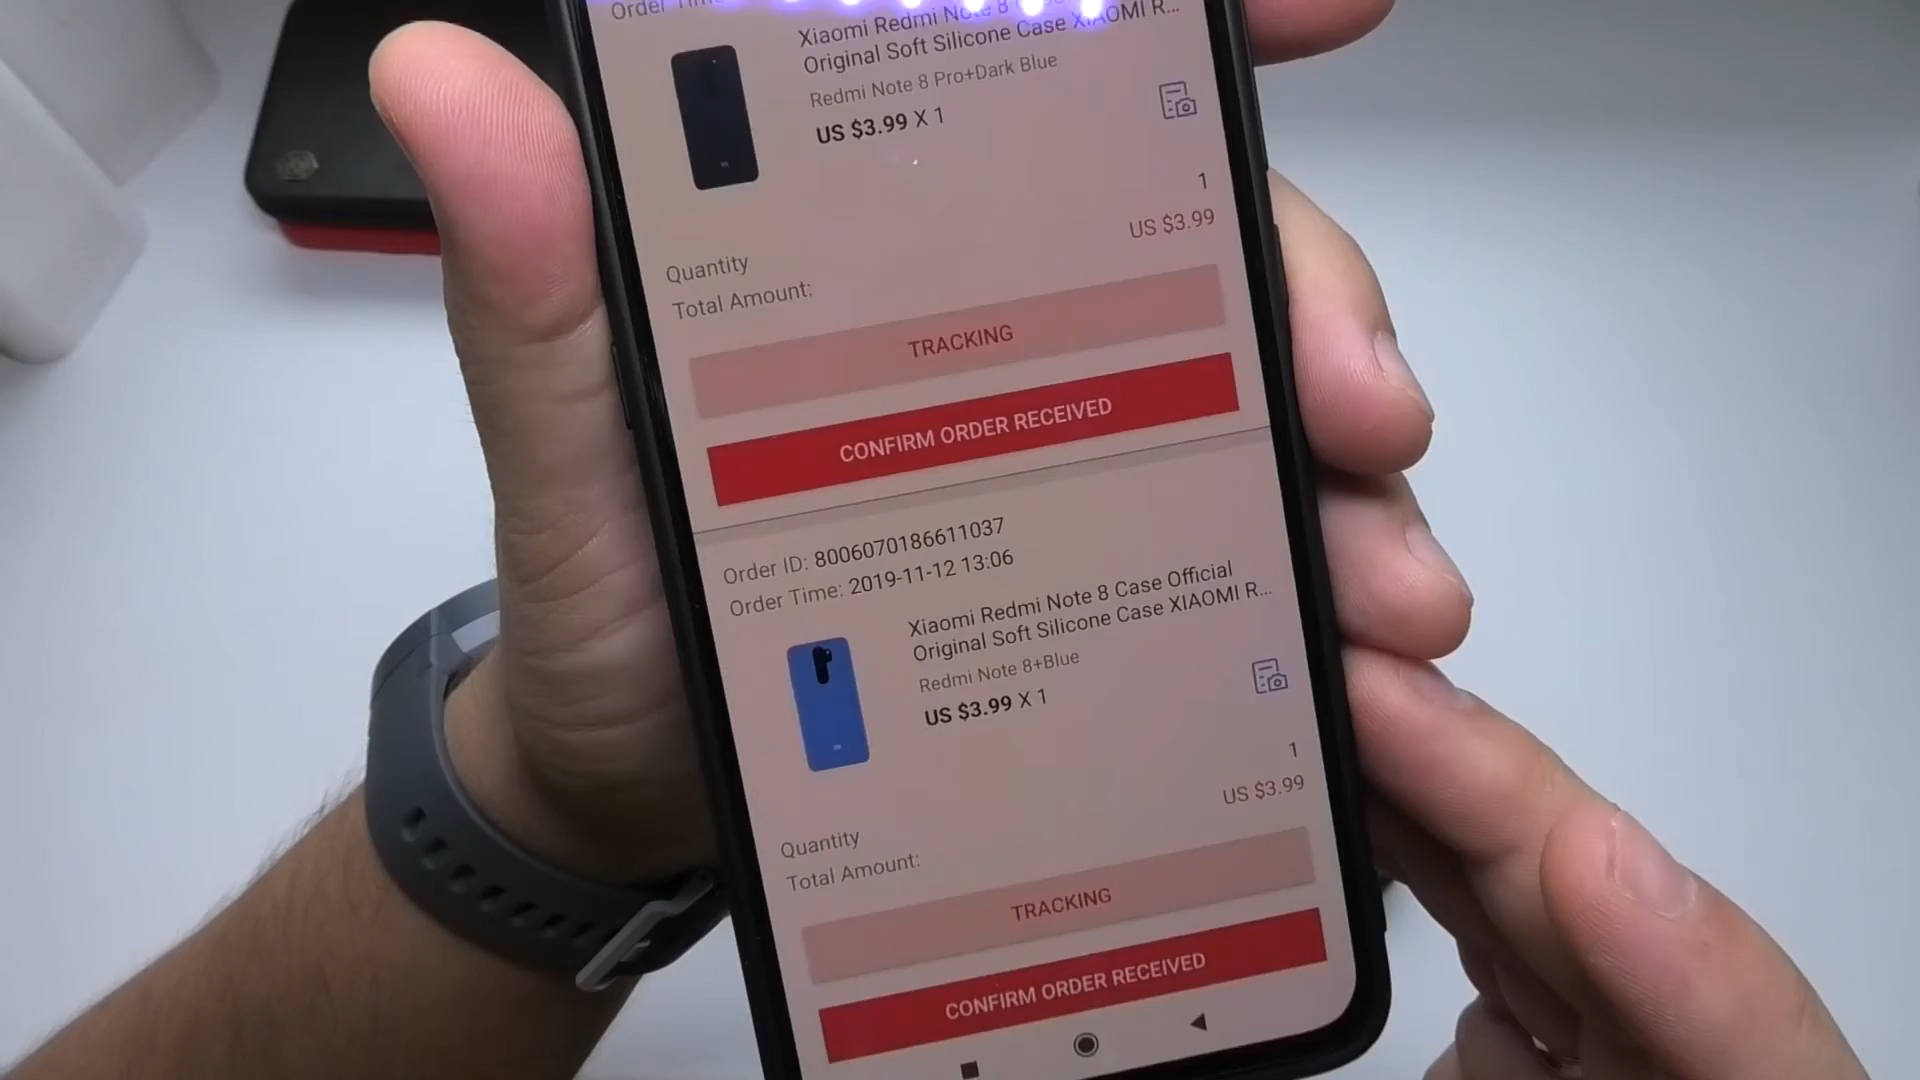 Order
Xiaomi Redmi Note 8
Original Soft Silicone Case XIAOMI R...
Redmi Note 8 Pro+Dark Blue
US $3.99 X 1
1
US $3.99
Quantity
Total Amount:
TRACKING
CONFIRM ORDER RECEIVED
Order ID: 8006070186611037
Order Time: 2019-11-12 13:06
Xiaomi Redmi Note 8 Case Official
Original Soft Silicone Case XIAOMI R...
Redmi Note 8+Blue
US $3.99 X 1
1
US $3.99
Quantity
Total Amount:
TRACKING
CONFIRM ORDER RECEIVED